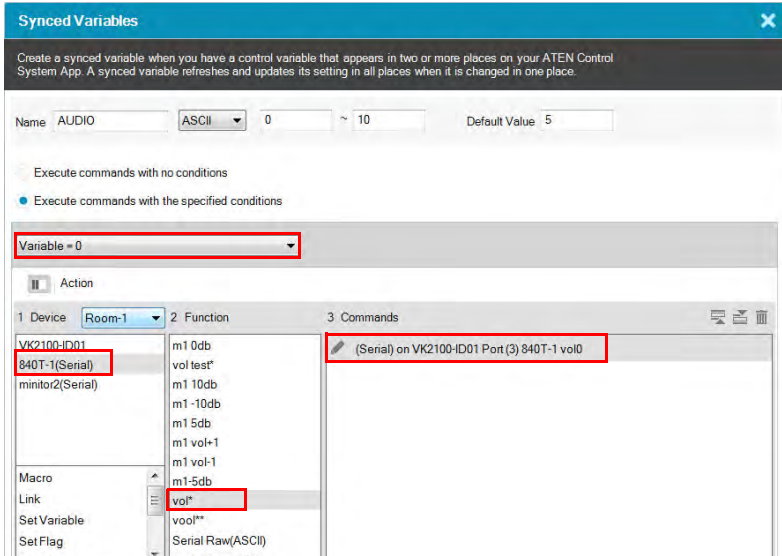 Synced Variables
Create a synced variable when you have a control variable that appears in two or more places on your ATEN Control
System App. A synced variable refreshes and updates its setting in all places when it is changed in one place.
Name AUDIO ASCII 0 ~ 10 Default Value 5
Execute commands with no conditions
Execute commands with the specified conditions
Variable = 0
Action
1 Device Room-1 2 Function 3 Commands
VK2100-ID01
840T-1(Serial)
minitor2(Serial)
Macro
Link
Set Variable
Set Flag
m1 0db
vol test*
m1 10db
m1 -10db
m1 5db
m1 vol+1
m1 vol-1
m1-5db
vol*
vool**
Serial Raw(ASCII)
(Serial) on VK2100-ID01 Port (3) 840T-1 vol0